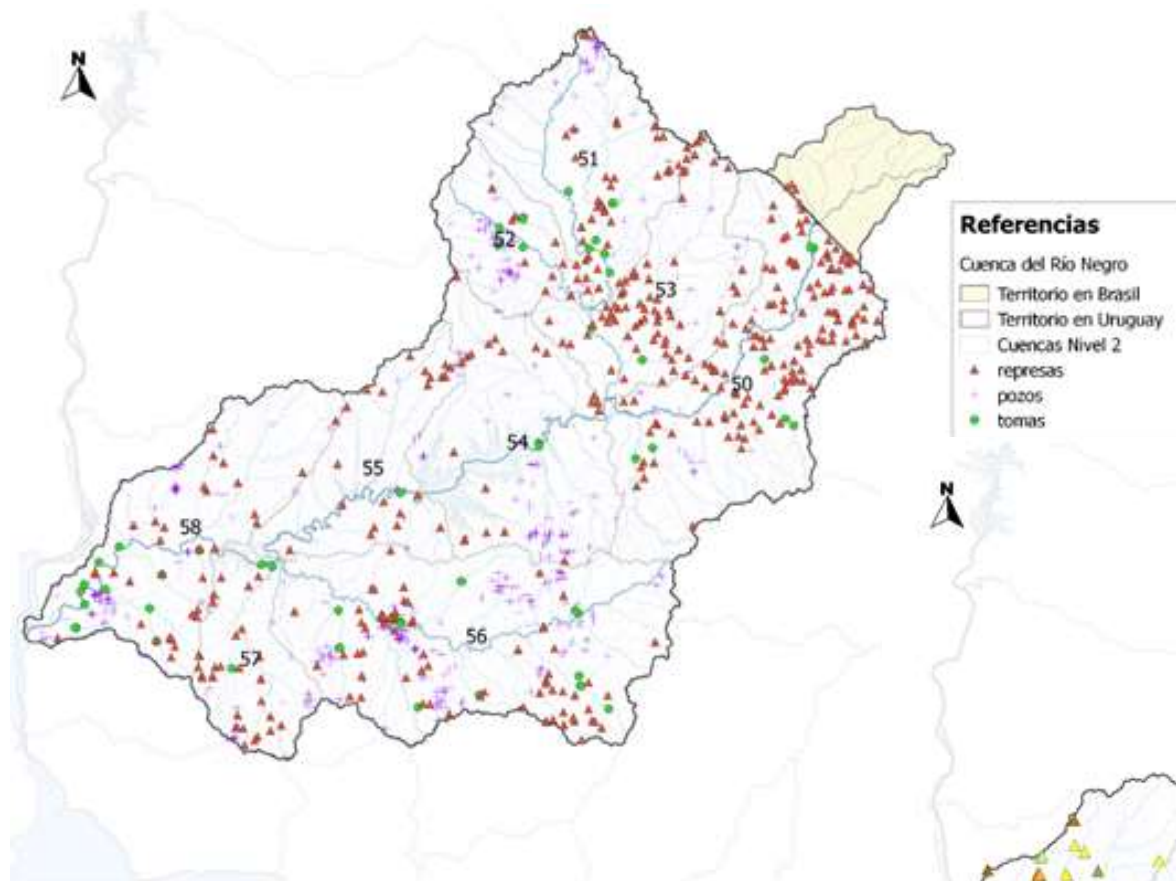 N
51
52
53
50
54
55
58
56
57
Referencias
Cuenca del Río Negro
Territorio en Brasil
Territorio en Uruguay
Cuencas Nivel 2
represas
pozos
tomas
N